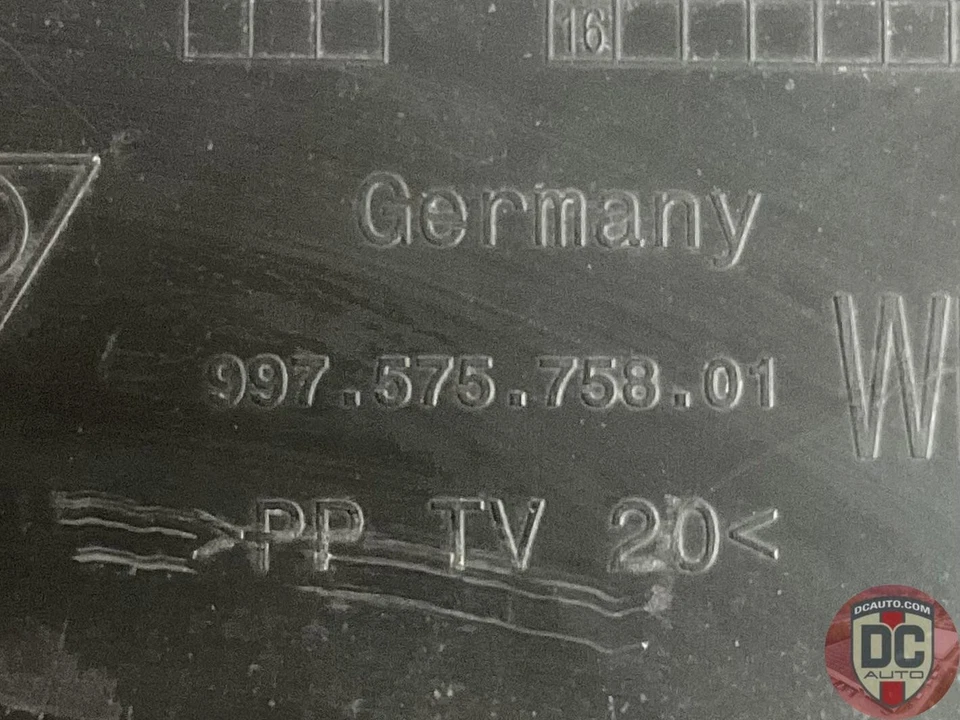 16
Germany
997.575.758.01
>PP TV 20<
W
DCAUTO.COM
DC
AUTO